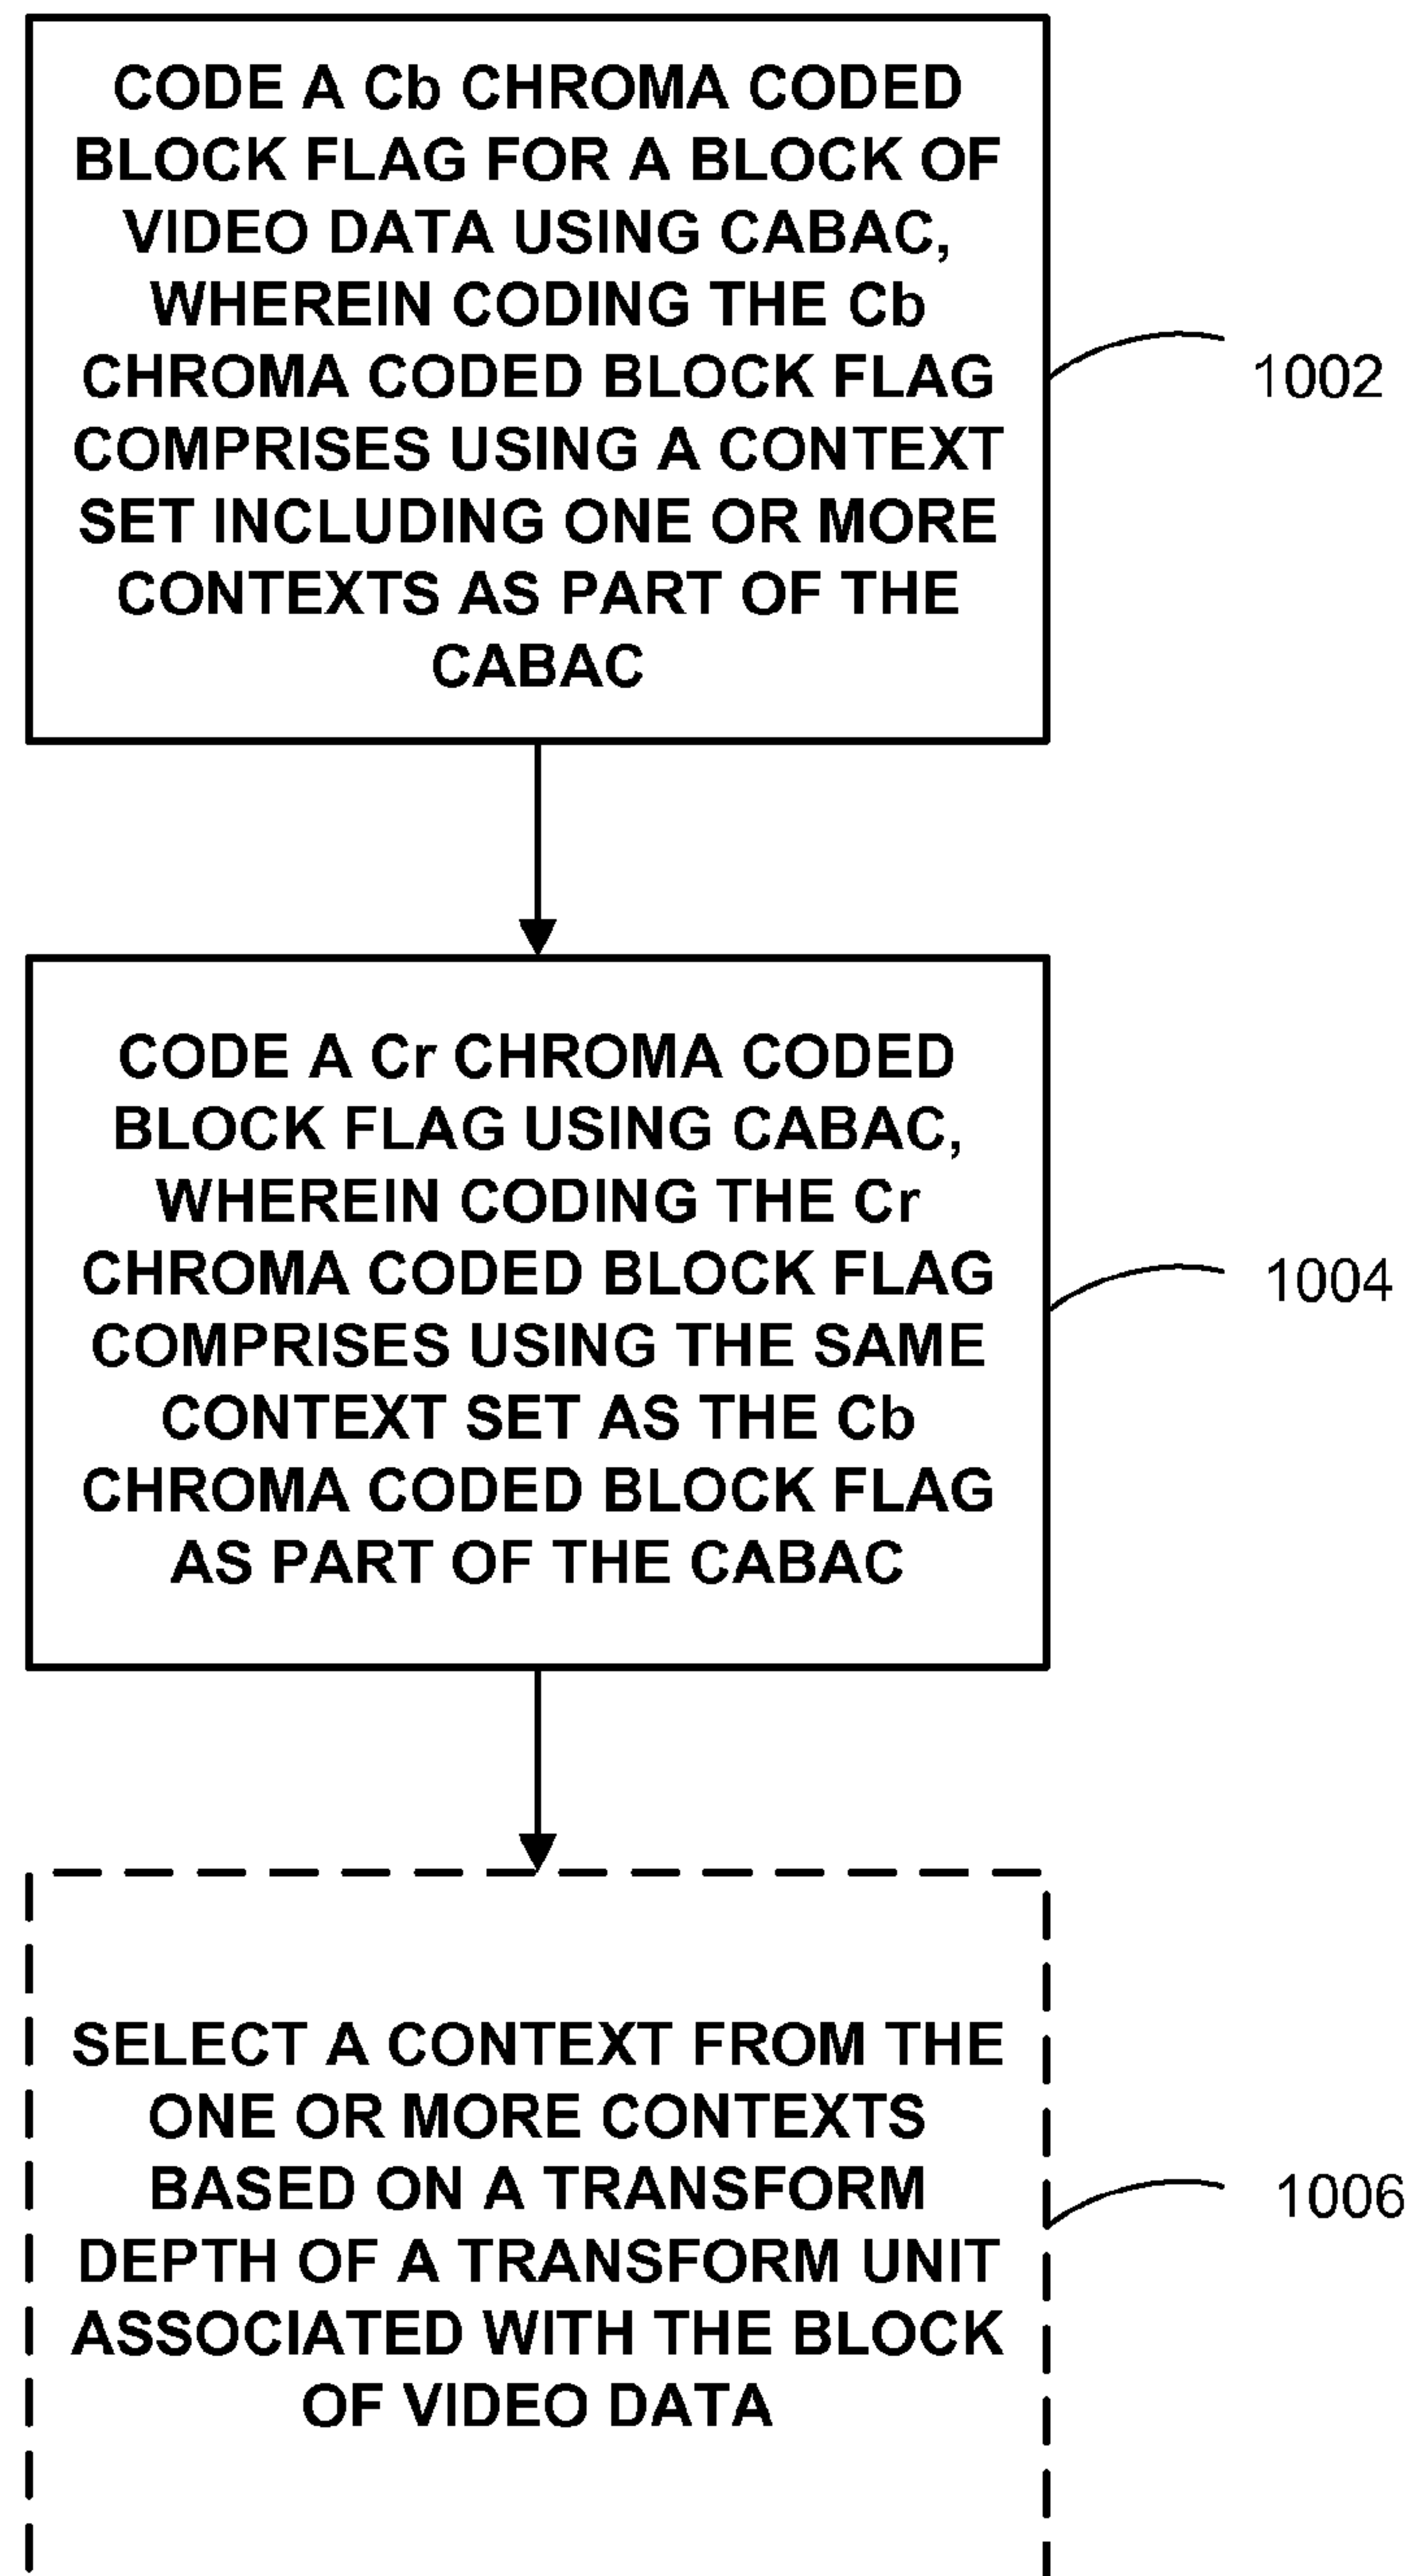 CODE A Cb CHROMA CODED
BLOCK FLAG FOR A BLOCK OF
VIDEO DATA USING CABAC,
WHEREIN CODING THE Cb
CHROMA CODED BLOCK FLAG
COMPRISES USING A CONTEXT
SET INCLUDING ONE OR MORE
CONTEXTS AS PART OF THE
CABAC
1002
CODE A Cr CHROMA CODED
BLOCK FLAG USING CABAC,
WHEREIN CODING THE Cr
CHROMA CODED BLOCK FLAG
COMPRISES USING THE SAME
CONTEXT SET AS THE Cb
CHROMA CODED BLOCK FLAG
AS PART OF THE CABAC
1004
SELECT A CONTEXT FROM THE
ONE OR MORE CONTEXTS
BASED ON A TRANSFORM
DEPTH OF A TRANSFORM UNIT
ASSOCIATED WITH THE BLOCK
OF VIDEO DATA
1006